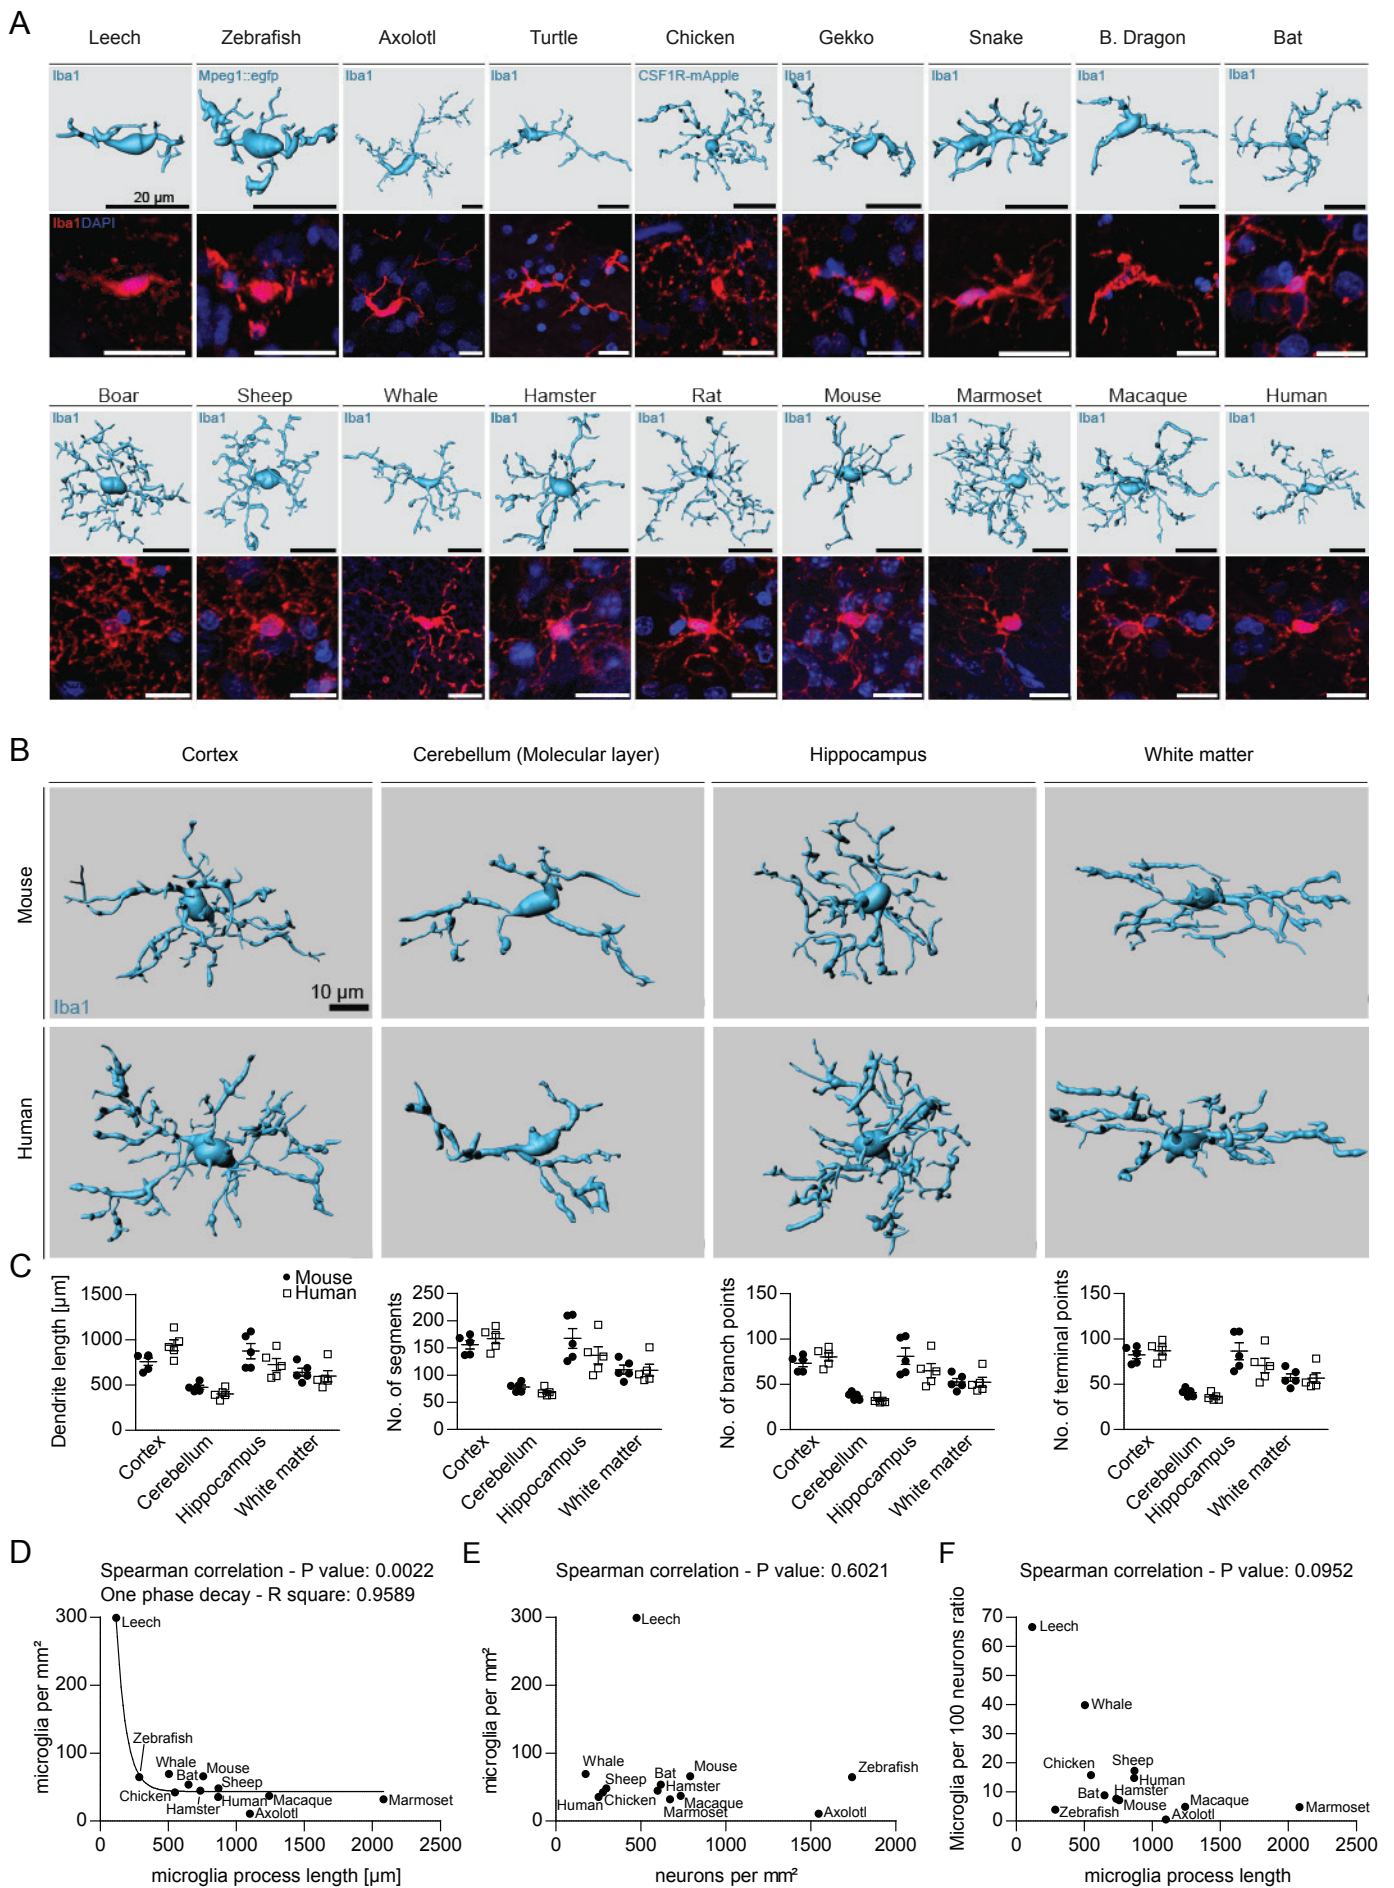 A
Leech Zebrafish Axolotl Turtle Chicken Gekko Snake B. Dragon Bat
Iba1 Mpeg1::egfp Iba1 Iba1 CSF1R-mApple Iba1 Iba1 Iba1 Iba1
20 µm
Iba1DAPI
Boar Sheep Whale Hamster Rat Mouse Marmoset Macaque Human
Iba1 Iba1 Iba1 Iba1 Iba1 Iba1 Iba1 Iba1 Iba1
B
Cortex Cerebellum (Molecular layer) Hippocampus White matter
Mouse
10 µm
Iba1
Human
C
Dendrite length [µm]
1500
1000
500
0
Mouse
Human
Cortex
Cerebellum
Hippocampus
White matter
No. of segments
250
200
150
100
50
0
Cortex
Cerebellum
Hippocampus
White matter
No. of branch points
150
100
50
0
Cortex
Cerebellum
Hippocampus
White matter
No. of terminal points
150
100
50
0
Cortex
Cerebellum
Hippocampus
White matter
D
Spearman correlation - P value: 0.0022
One phase decay - R square: 0.9589
microglia per mm²
300
200
100
0
Leech
Zebrafish
Whale
Bat
Mouse
Sheep
Chicken
Hamster
Human
Macaque
Axolotl
Marmoset
0 500 1000 1500 2000 2500
microglia process length [µm]
E
Spearman correlation - P value: 0.6021
microglia per mm²
300
200
100
0
Leech
Whale
Sheep
Human
Chicken
Bat
Hamster
Mouse
Macaque
Marmoset
Zebrafish
Axolotl
0 500 1000 1500 2000
neurons per mm²
F
Spearman correlation - P value: 0.0952
Microglia per 100 neurons ratio
70
60
50
40
30
20
10
0
Leech
Whale
Chicken
Sheep
Human
Bat
Hamster
Mouse
Zebrafish
Macaque
Axolotl
Marmoset
0 500 1000 1500 2000 2500
microglia process length